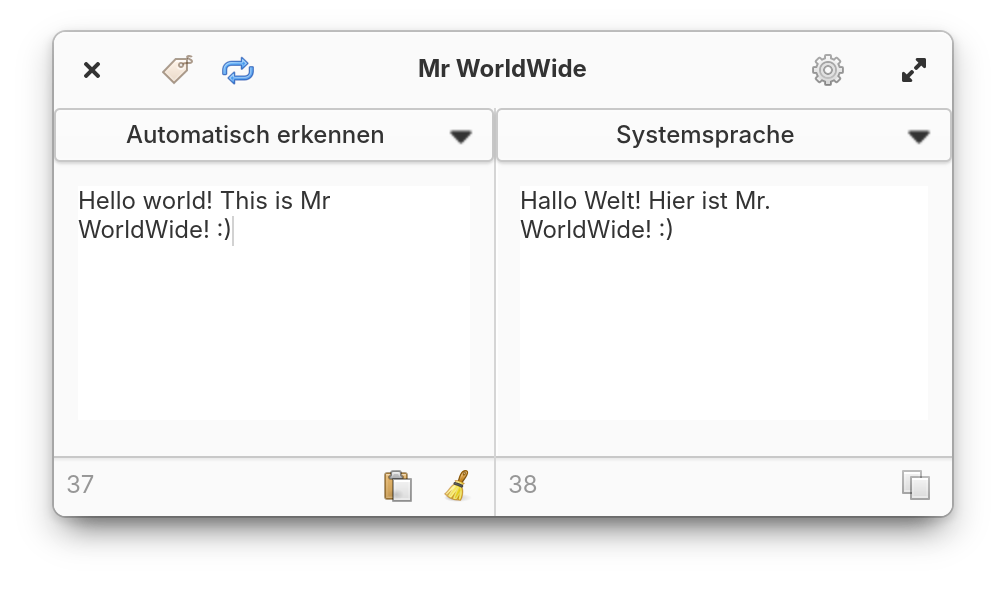 Mr WorldWide
Automatisch erkennen
Systemsprache
Hello world! This is Mr
WorldWide! :)
Hallo Welt! Hier ist Mr.
WorldWide! :)
37
38